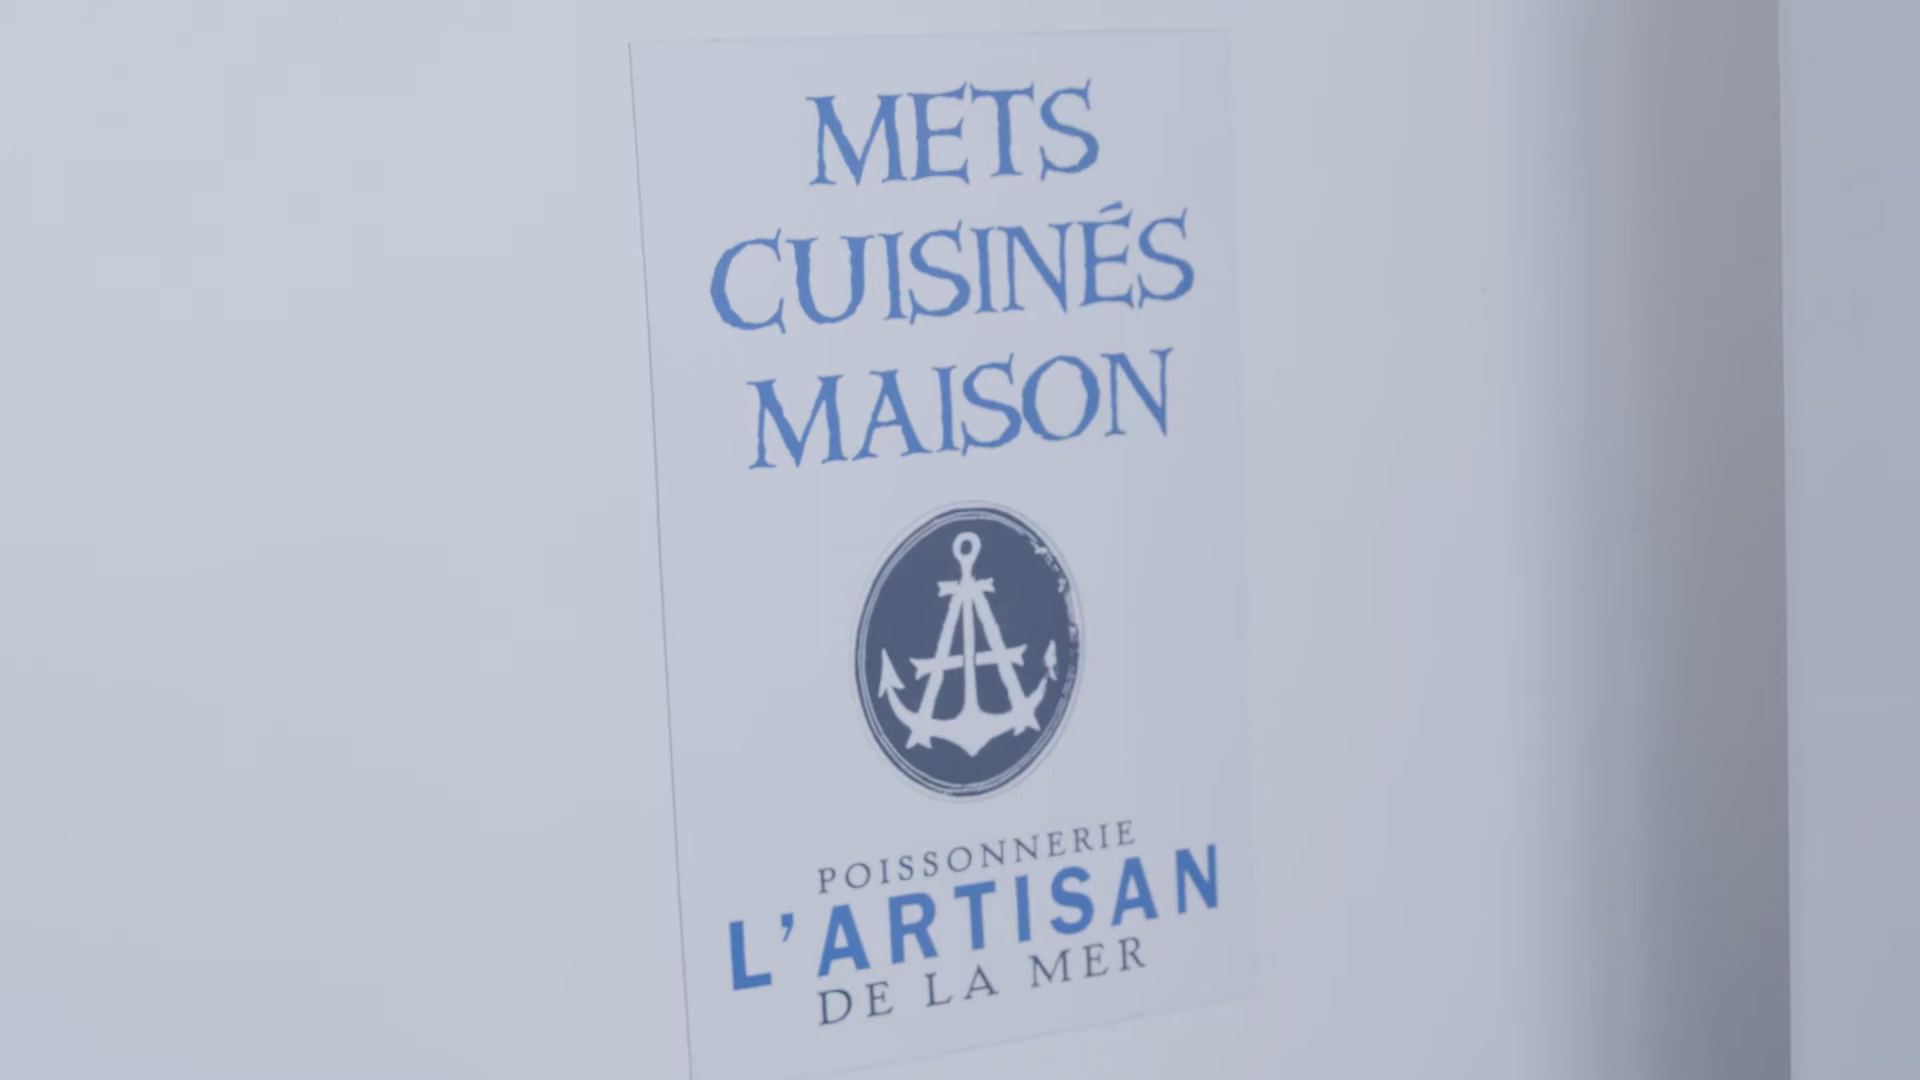 METS
CUISINÉS
MAISON
POISSONNERIE
L'ARTISAN
DE LA MER